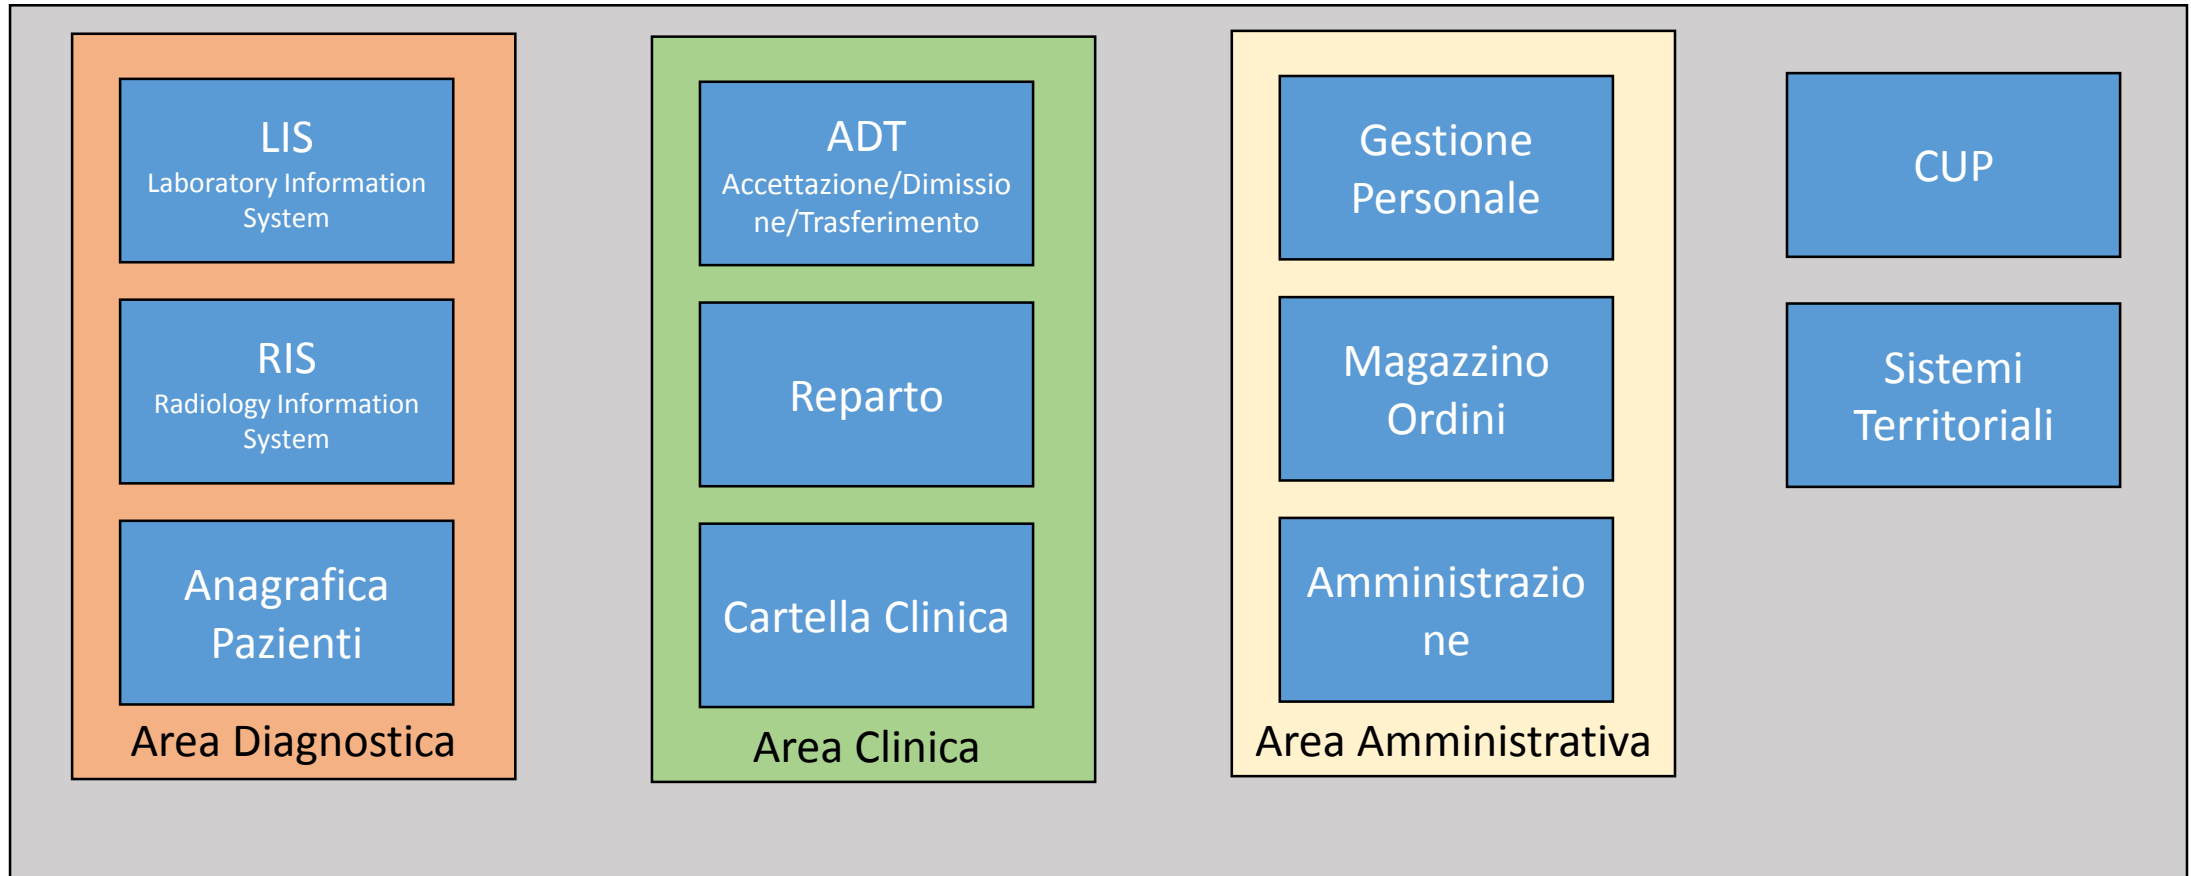 LIS
Laboratory Information
System
RIS
Radiology Information
System
Anagrafica
Pazienti
Area Diagnostica
ADT
Accettazione/Dimissio
ne/Trasferimento
Reparto
Cartella Clinica
Area Clinica
Gestione
Personale
Magazzino
Ordini
Amministrazio
ne
Area Amministrativa
CUP
Sistemi
Territoriali